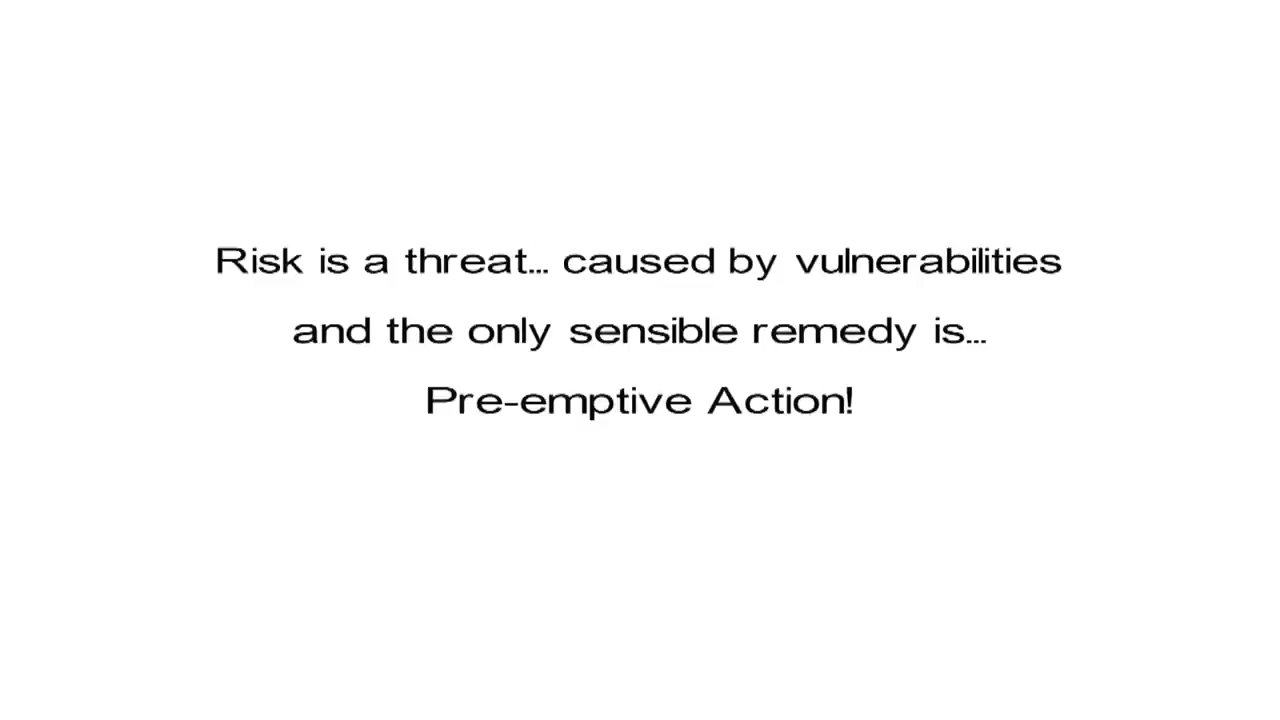 Risk is a threat... caused by vulnerabilities
and the only sensible remedy is...
Pre-emptive Action!